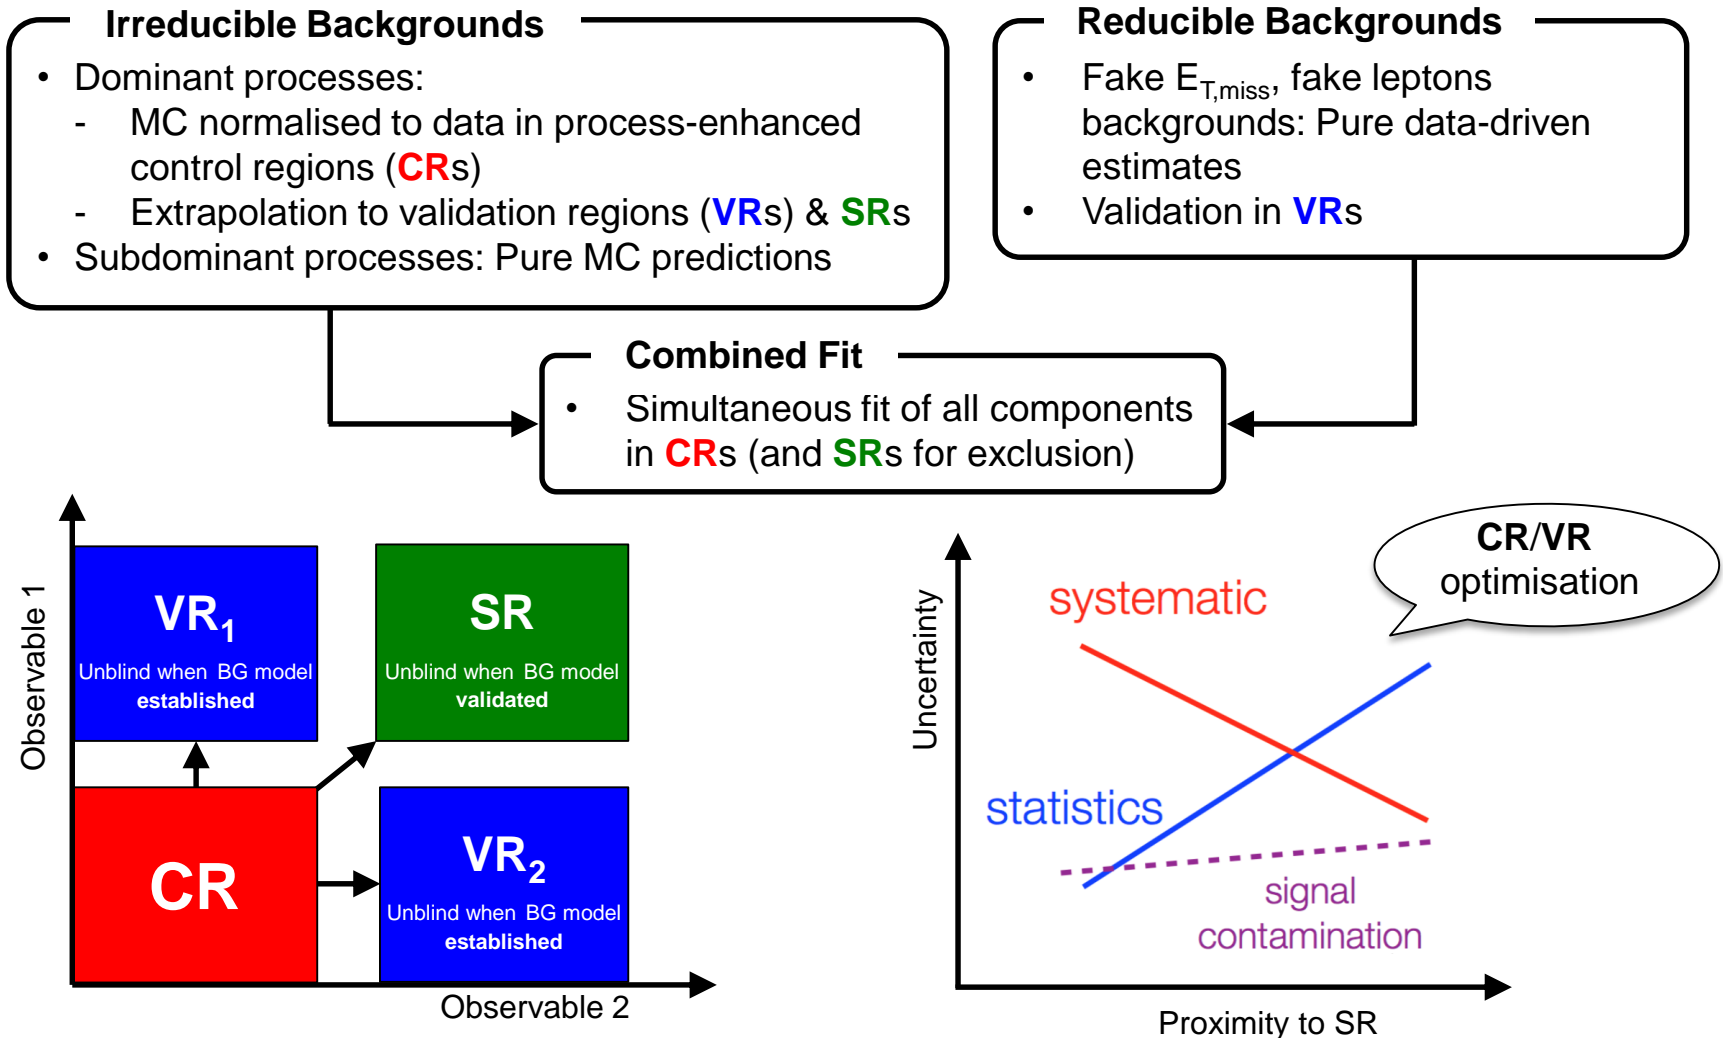 Irreducible Backgrounds
• Dominant processes:
- MC normalised to data in process-enhanced
control regions (CRs)
- Extrapolation to validation regions (VRs) & SRs
• Subdominant processes: Pure MC predictions
Reducible Backgrounds
• Fake E_T,miss, fake leptons
backgrounds: Pure data-driven
estimates
• Validation in VRs
Combined Fit
• Simultaneous fit of all components
in CRs (and SRs for exclusion)
Observable 1
VR1
Unblind when BG model
established
SR
Unblind when BG model
validated
CR
VR2
Unblind when BG model
established
Observable 2
CR/VR
optimisation
Uncertainty
systematic
statistics
signal
contamination
Proximity to SR